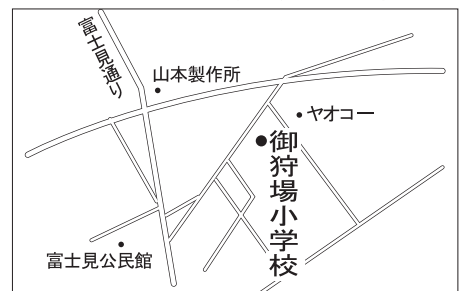 富士見通り
山本製作所
ヤオコー
御狩場小学校
富士見公民館